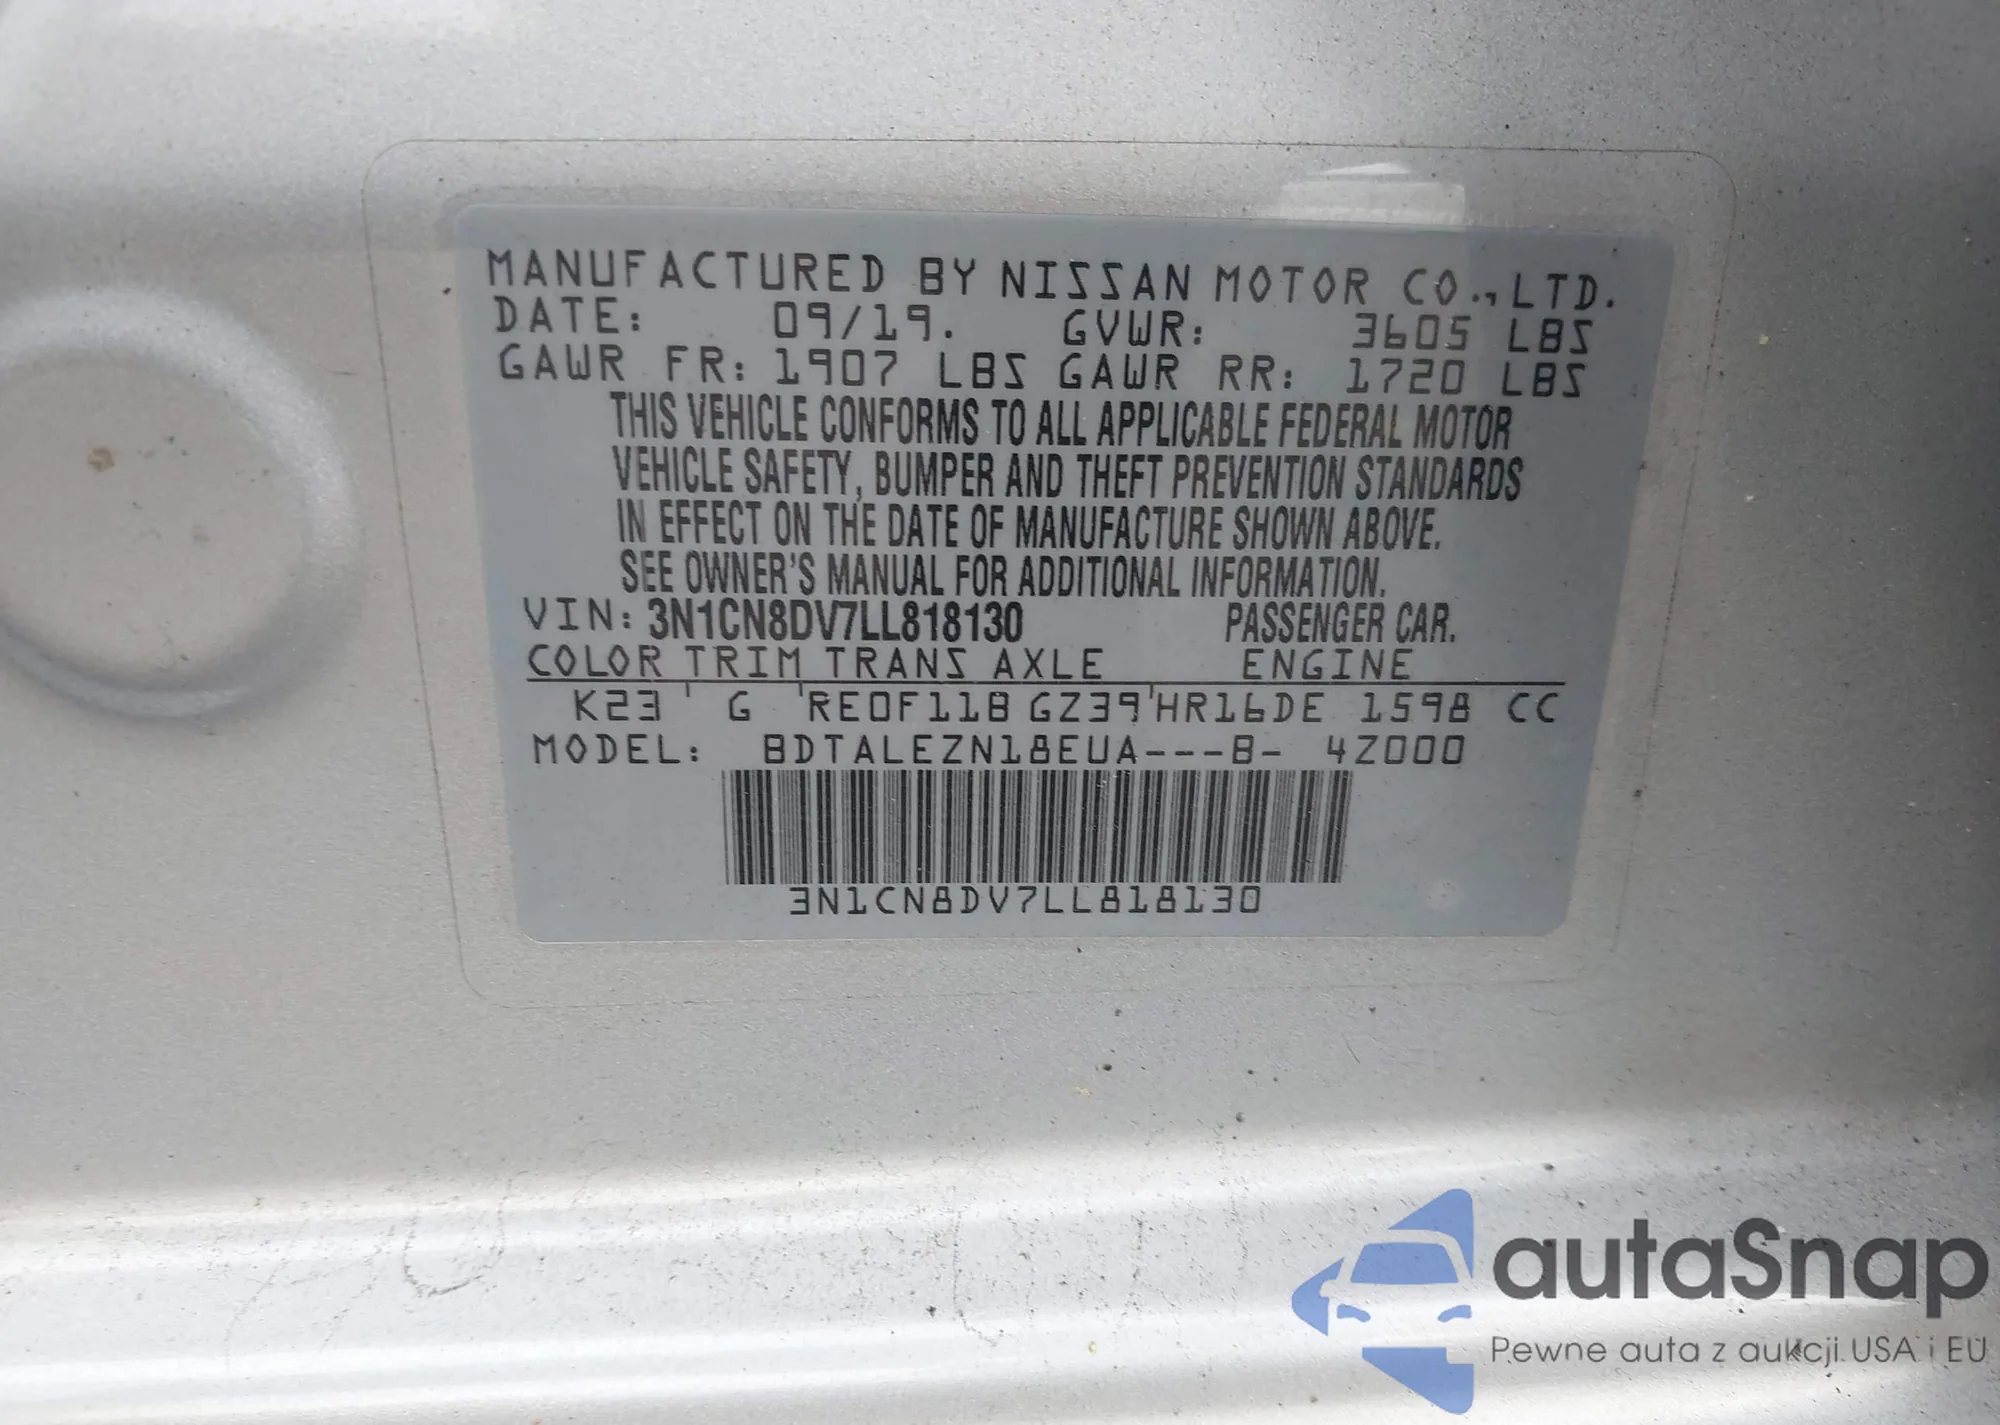 MANUFACTURED BY NISSAN MOTOR CO., LTD.
DATE: 09/19. GVWR: 3605 LBS
GAWR FR: 1907 LBS GAWR RR: 1720 LBS
THIS VEHICLE CONFORMS TO ALL APPLICABLE FEDERAL MOTOR
VEHICLE SAFETY, BUMPER AND THEFT PREVENTION STANDARDS
IN EFFECT ON THE DATE OF MANUFACTURE SHOWN ABOVE.
SEE OWNER'S MANUAL FOR ADDITIONAL INFORMATION.
VIN: 3N1CN8DV7LL818130 PASSENGER CAR.
COLOR TRIM TRANS AXLE ENGINE
K23 G RE0F11B GZ39 HR16DE 1598 CC
MODEL: BDTALEZN18EUA---B- 4Z000
3N1CN8DV7LL818130
autaSnap
Pewne auta z aukcji USA i EU